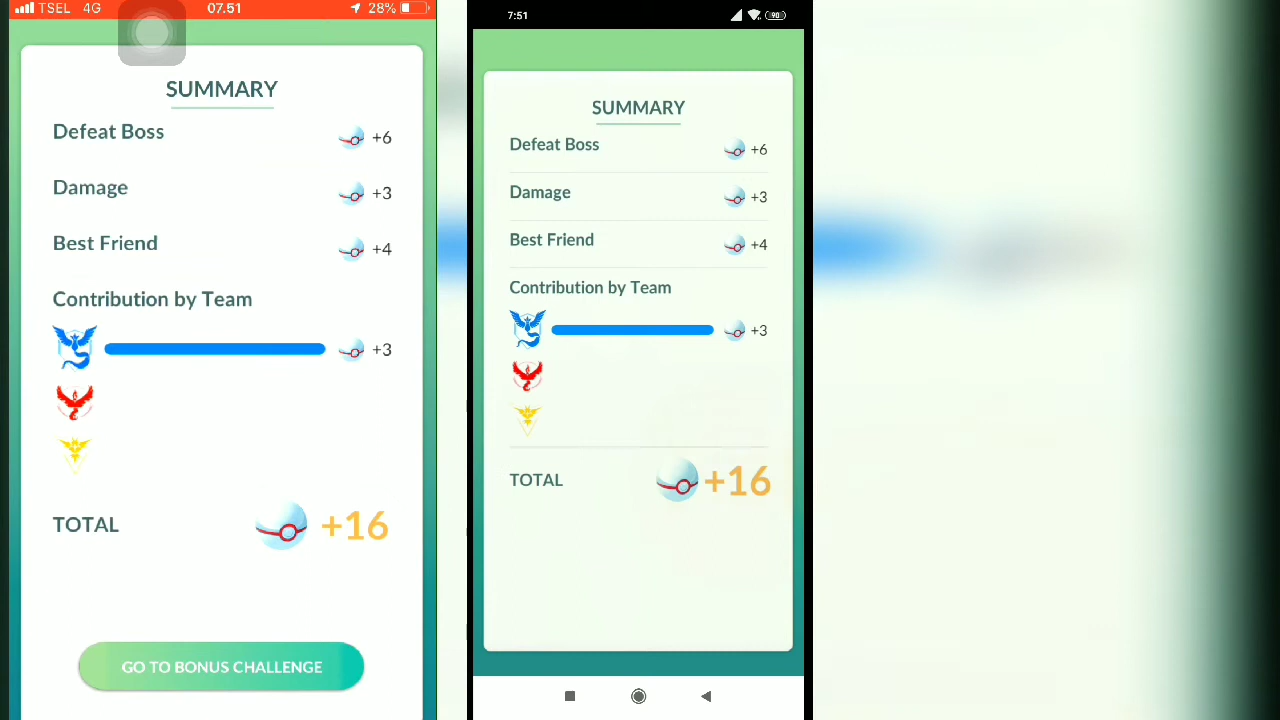 TSEL 4G 07.51 28%
SUMMARY
Defeat Boss +6
Damage +3
Best Friend +4
Contribution by Team
+3
TOTAL +16
GO TO BONUS CHALLENGE
7:51 90
SUMMARY
Defeat Boss +6
Damage +3
Best Friend +4
Contribution by Team
+3
TOTAL +16